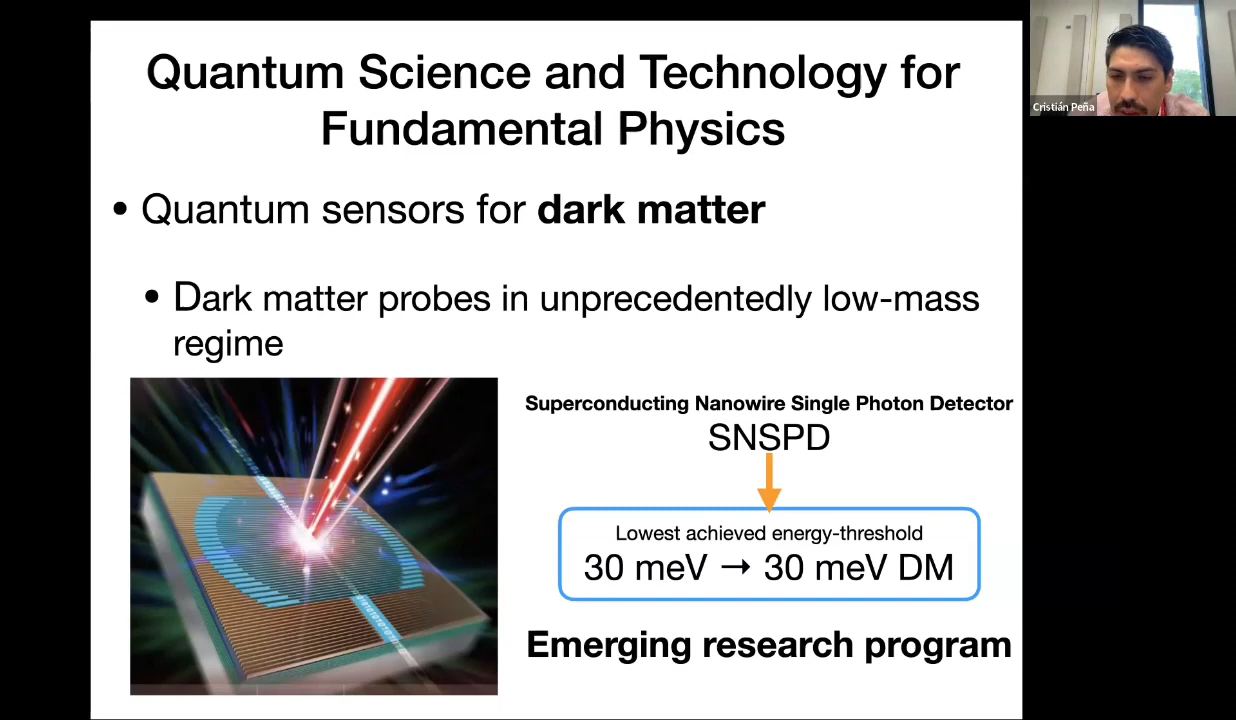 Quantum Science and Technology for
Fundamental Physics
• Quantum sensors for dark matter
• Dark matter probes in unprecedentedly low-mass
regime
Superconducting Nanowire Single Photon Detector
SNSPD
Lowest achieved energy-threshold
30 meV → 30 meV DM
Emerging research program
Cristián Peña